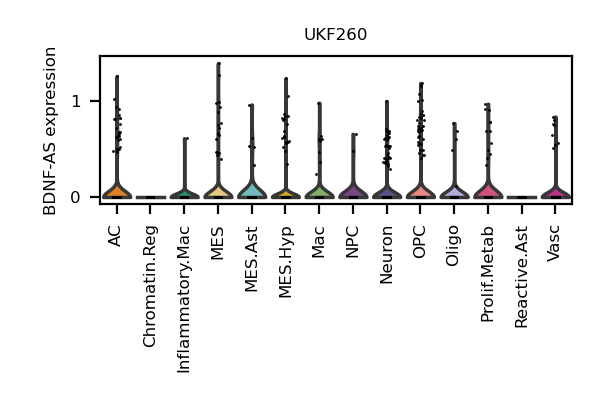 UKF260
BDNF-AS expression
1
0
AC
Chromatin.Reg
Inflammatory.Mac
MES
MES.Ast
MES.Hyp
Mac
NPC
Neuron
OPC
Oligo
Prolif.Metab
Reactive.Ast
Vasc